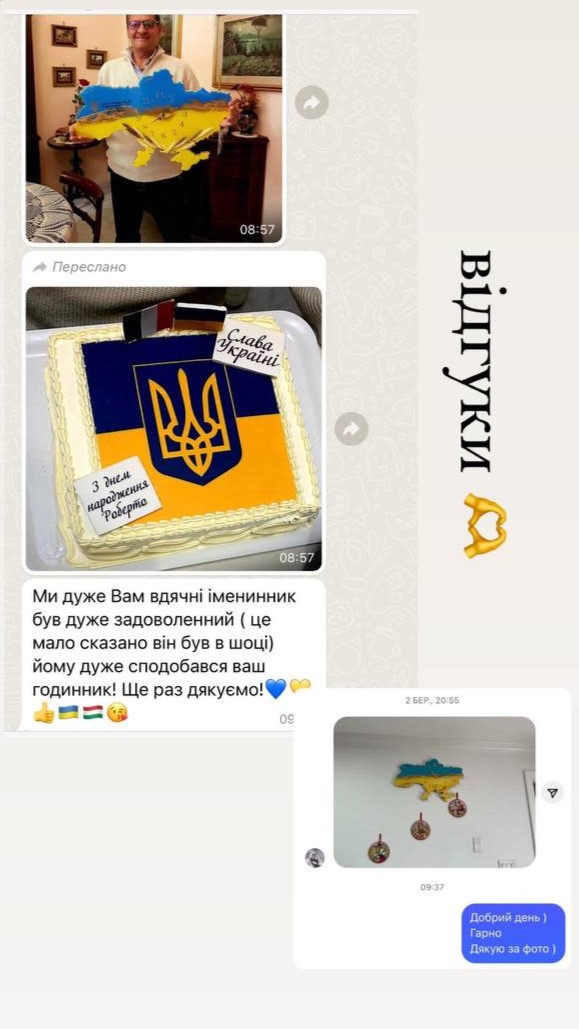 08:57
Переслано
Слава
Україні
З днем
народження
Роберто
08:57
Ми дуже Вам вдячні іменинник
був дуже задоволенний ( це
мало сказано він був в шоці)
йому дуже сподобався ваш
годинник! Ще раз дякуємо!💙💛
👍🇺🇦🇭🇺😘
09
відгуки 🫶
2 БЕР., 20:55
09:37
Добрий день )
Гарно
Дякую за фото )